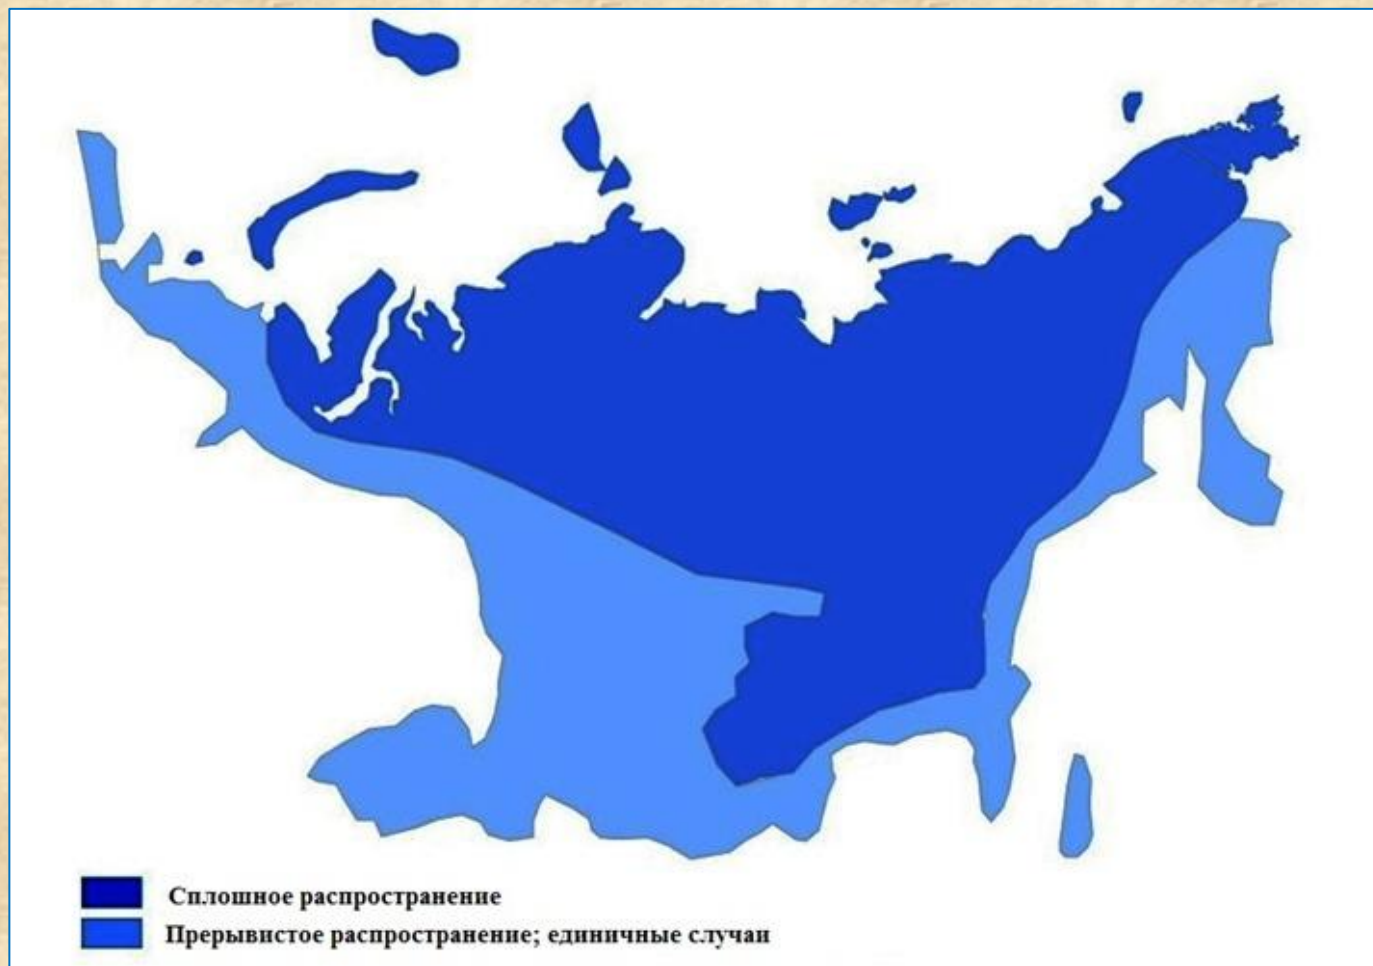 Сплошное распространение
Прерывистое распространение; единичные случаи